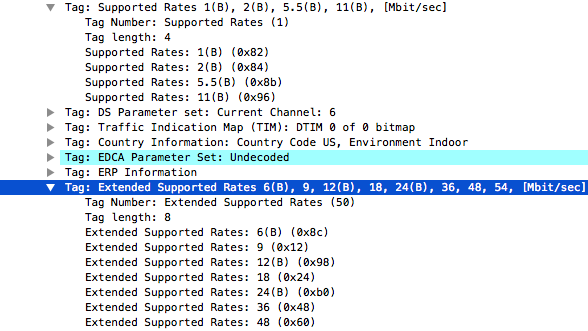 Tag: Supported Rates 1(B), 2(B), 5.5(B), 11(B), [Mbit/sec]
Tag Number: Supported Rates (1)
Tag length: 4
Supported Rates: 1(B) (0x82)
Supported Rates: 2(B) (0x84)
Supported Rates: 5.5(B) (0x8b)
Supported Rates: 11(B) (0x96)
Tag: DS Parameter set: Current Channel: 6
Tag: Traffic Indication Map (TIM): DTIM 0 of 0 bitmap
Tag: Country Information: Country Code US, Environment Indoor
Tag: EDCA Parameter Set: Undecoded
Tag: ERP Information
Tag: Extended Supported Rates 6(B), 9, 12(B), 18, 24(B), 36, 48, 54, [Mbit/sec]
Tag Number: Extended Supported Rates (50)
Tag length: 8
Extended Supported Rates: 6(B) (0x8c)
Extended Supported Rates: 9 (0x12)
Extended Supported Rates: 12(B) (0x98)
Extended Supported Rates: 18 (0x24)
Extended Supported Rates: 24(B) (0xb0)
Extended Supported Rates: 36 (0x48)
Extended Supported Rates: 48 (0x60)